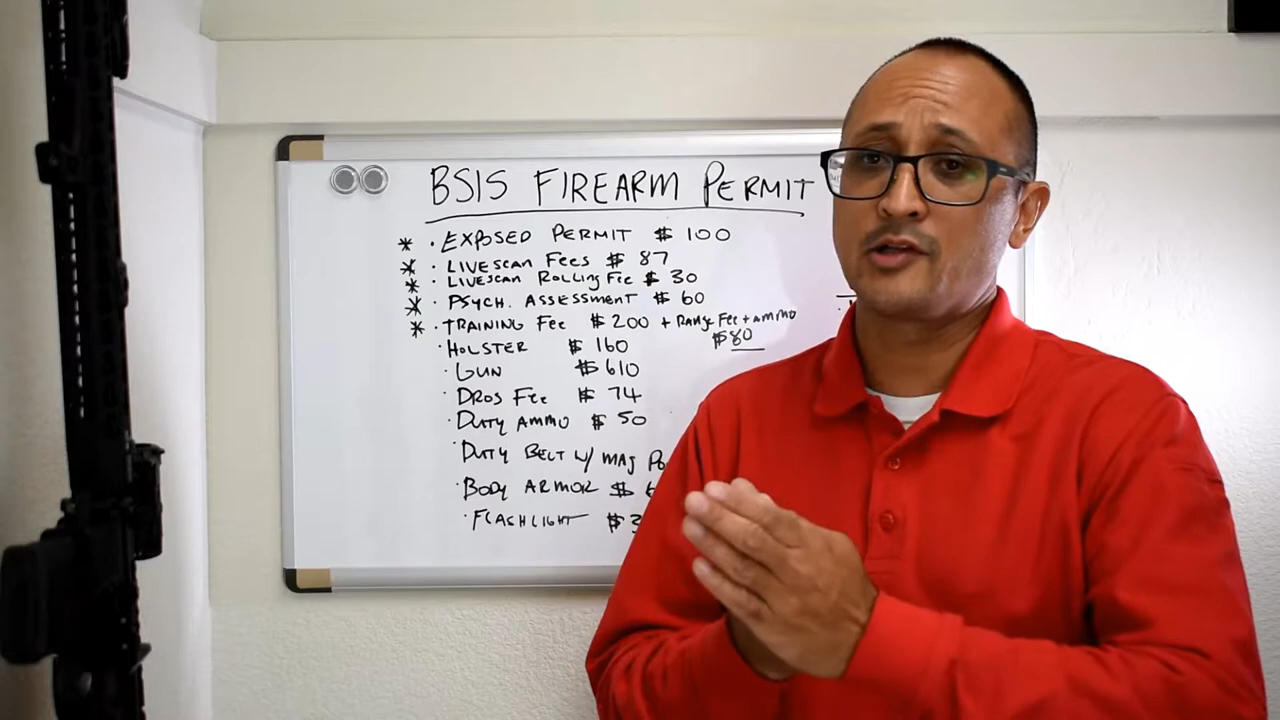 BSIS FIREARM PERMIT
* · EXPOSED PERMIT $ 100
* · LIVESCAN FEES $ 87
* · LIVESCAN ROLLING FEE $ 30
* · PSYCH. ASSESSMENT $ 60
* · TRAINING FEE $ 200 + RANGE FEE + AMMO
$80
· HOLSTER $ 160
· GUN $ 610
· DROS FEE $ 74
· DUTY AMMO $ 50
· DUTY BELT W/ MAG
· BODY ARMOR $
· FLASHLIGHT $